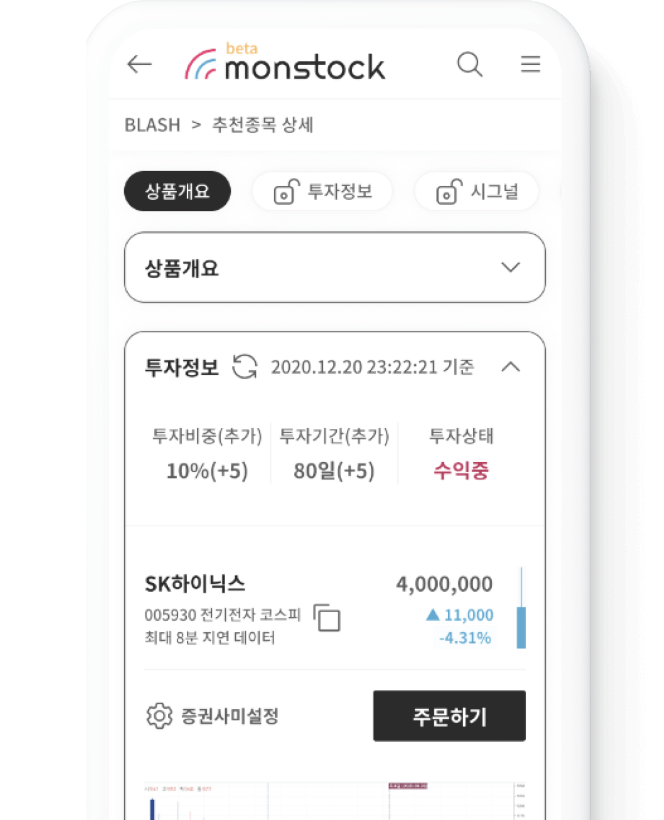 beta
monstock
BLASH > 추천종목 상세
상품개요 투자정보 시그널
상품개요
투자정보 2020.12.20 23:22:21 기준
투자비중(추가) 투자기간(추가) 투자상태
10%(+5) 80일(+5) 수익중
SK하이닉스 4,000,000
005930 전기전자 코스피 ▲ 11,000
최대 8분 지연 데이터 -4.31%
증권사미설정 주문하기